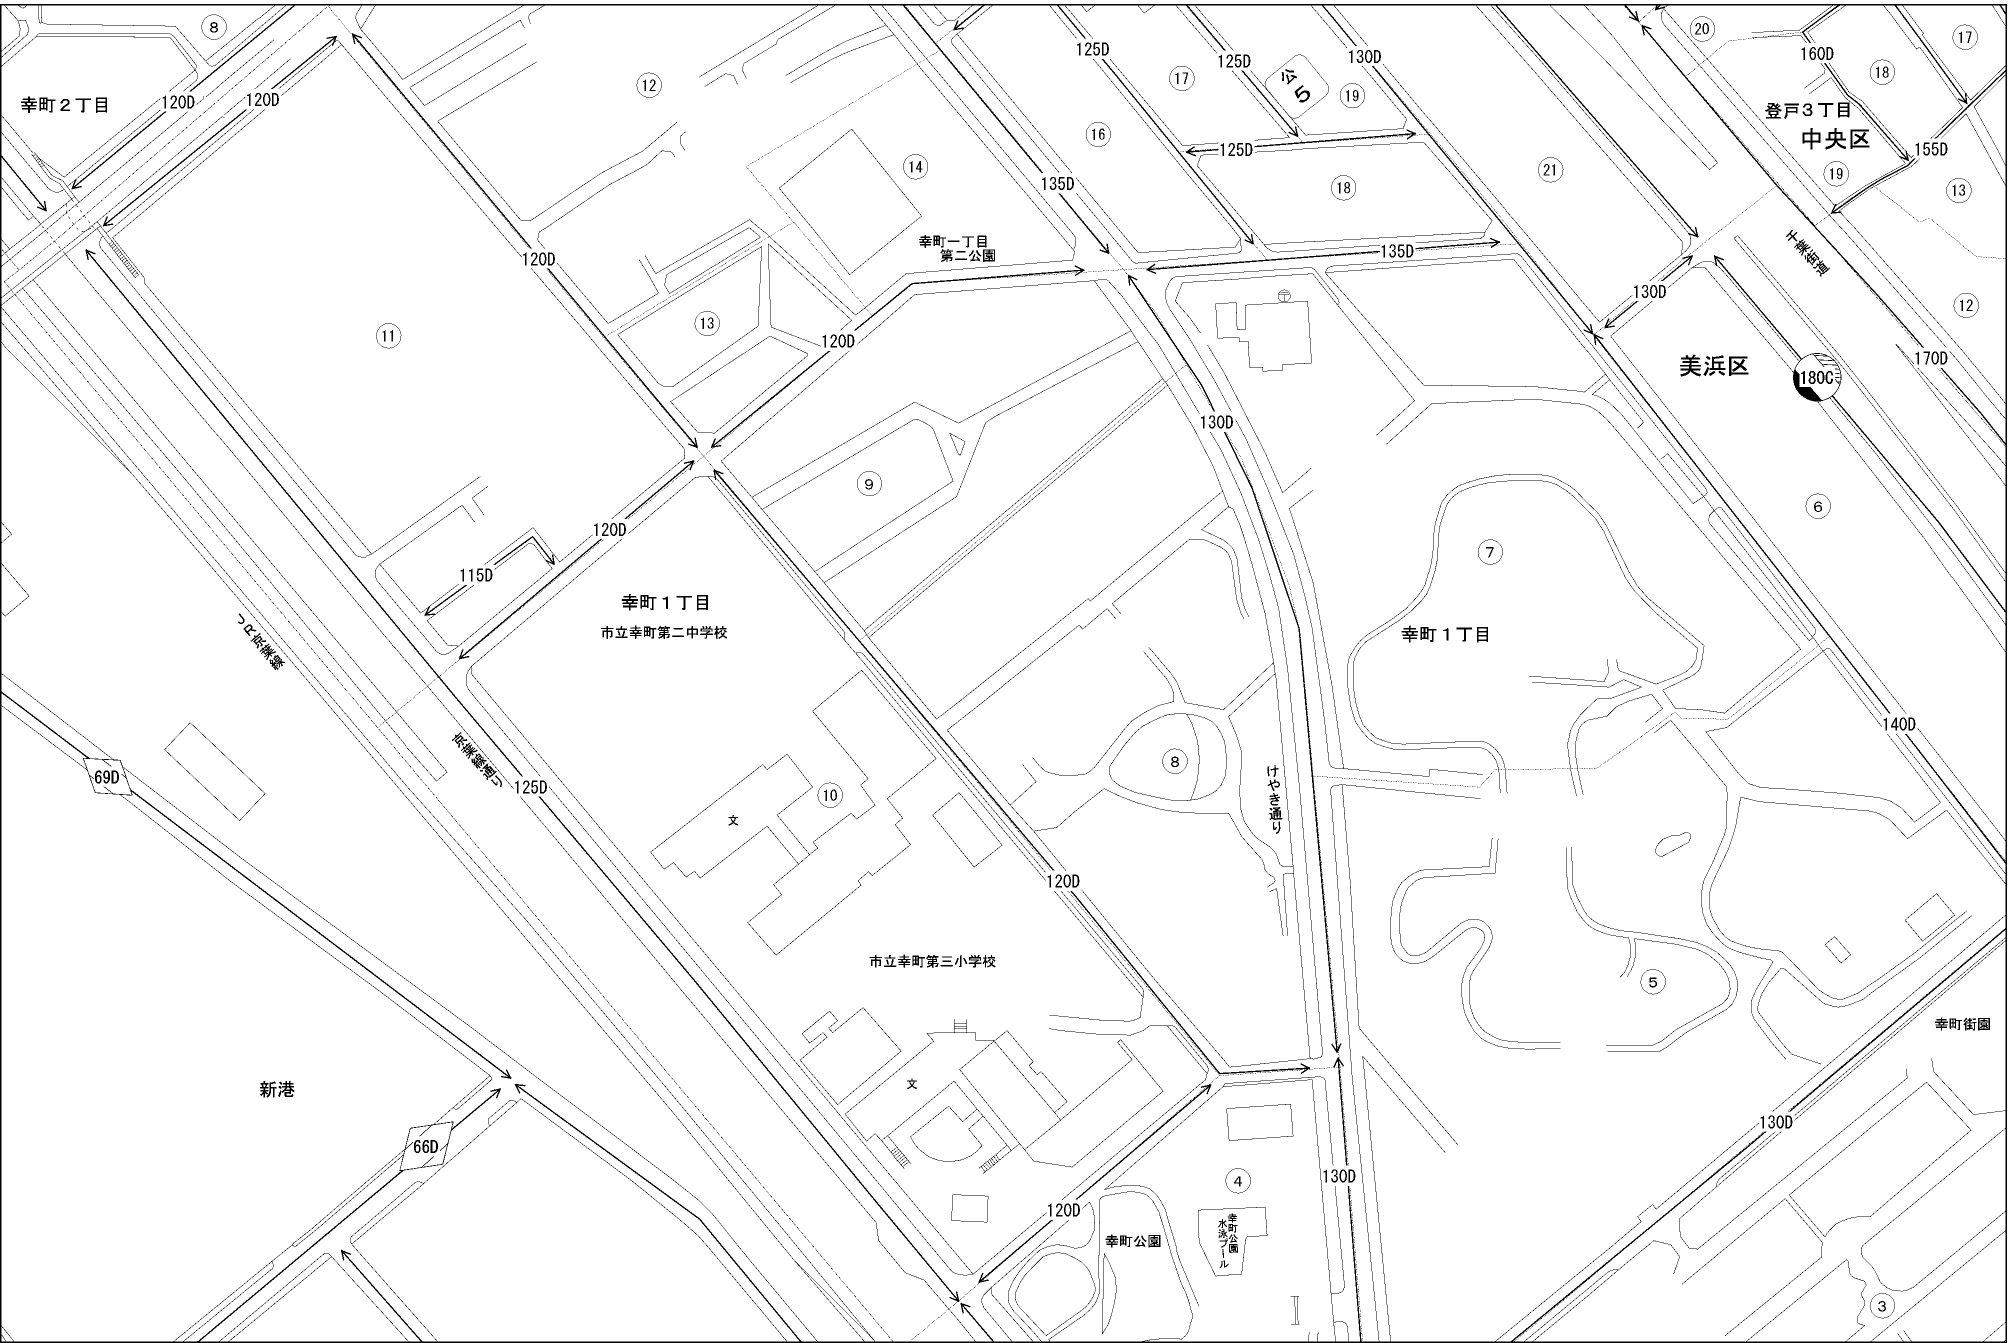 8
20
17
125D
125D
130D
160D
12
17
公
5
19
18
120D
120D
幸町２丁目
登戸３丁目
中央区
16
125D
155D
14
135D
18
21
19
13
幸町一丁目
第二公園
135D
千葉街道
120D
130D
12
11
13
120D
美浜区
180C
170D
130D
9
6
120D
7
115D
幸町１丁目
市立幸町第二中学校
幸町１丁目
ＪＲ京葉線
140D
69D
京葉線通り
125D
8
けやき通り
10
文
120D
市立幸町第三小学校
5
幸町街園
新港
文
66D
130D
4
130D
120D
幸町公園
幸町公園
水泳プール
3